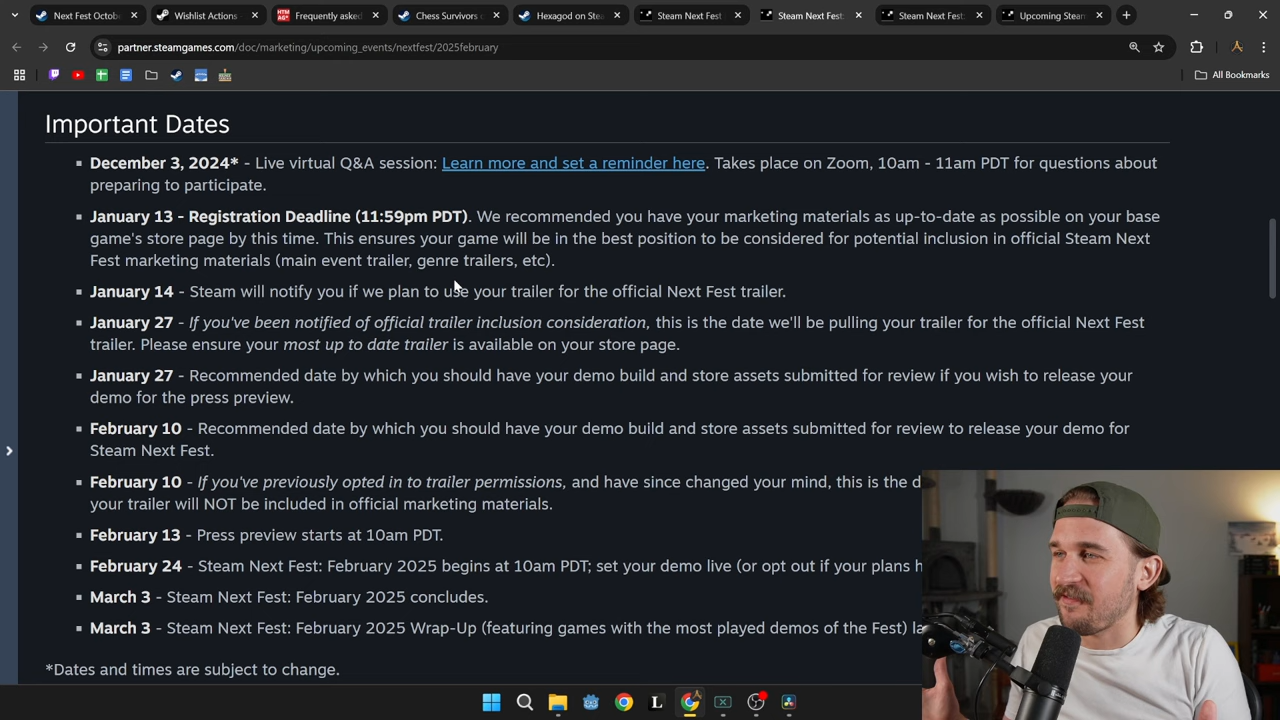 Next Fest Octob
Wishlist Actions -
Frequently asked
Chess Survivors o
Hexagod on Ste
Steam Next Fest
Steam Next Fest:
Steam Next Fest:
Upcoming Steam
partner.steamgames.com/doc/marketing/upcoming_events/nextfest/2025february
All Bookmarks
Important Dates
December 3, 2024* - Live virtual Q&A session: Learn more and set a reminder here. Takes place on Zoom, 10am - 11am PDT for questions about
preparing to participate.
January 13 - Registration Deadline (11:59pm PDT). We recommended you have your marketing materials as up-to-date as possible on your base
game's store page by this time. This ensures your game will be in the best position to be considered for potential inclusion in official Steam Next
Fest marketing materials (main event trailer, genre trailers, etc).
January 14 - Steam will notify you if we plan to use your trailer for the official Next Fest trailer.
January 27 - If you've been notified of official trailer inclusion consideration, this is the date we'll be pulling your trailer for the official Next Fest
trailer. Please ensure your most up to date trailer is available on your store page.
January 27 - Recommended date by which you should have your demo build and store assets submitted for review if you wish to release your
demo for the press preview.
February 10 - Recommended date by which you should have your demo build and store assets submitted for review to release your demo for
Steam Next Fest.
February 10 - If you've previously opted in to trailer permissions, and have since changed your mind, this is the d
your trailer will NOT be included in official marketing materials.
February 13 - Press preview starts at 10am PDT.
February 24 - Steam Next Fest: February 2025 begins at 10am PDT; set your demo live (or opt out if your plans h
March 3 - Steam Next Fest: February 2025 concludes.
March 3 - Steam Next Fest: February 2025 Wrap-Up (featuring games with the most played demos of the Fest) la
*Dates and times are subject to change.